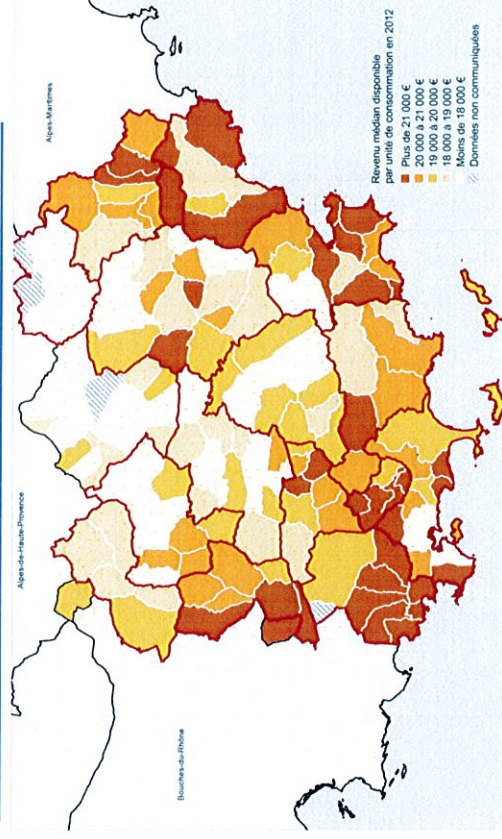 Alpes-de-Haute-Provence
Alpes-Maritimes
Bouches-du-Rhône
Revenu médian disponible
par unité de consommation en 2012
Plus de 21 000 €
20 000 à 21 000 €
19 000 à 20 000 €
18 000 à 19 000 €
Moins de 18 000 €
Données non communiquées